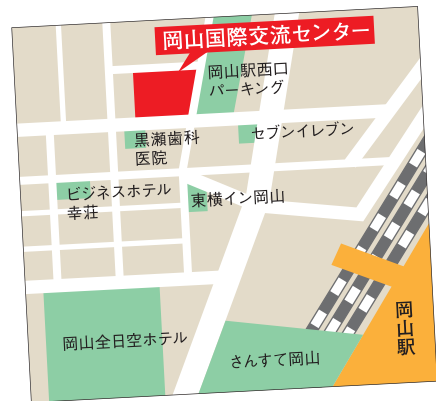 岡山国際交流センター
岡山駅西口
パーキング
黒瀬歯科
医院
セブンイレブン
ビジネスホテル
幸荘
東横イン岡山
岡山駅
岡山全日空ホテル
さんすて岡山